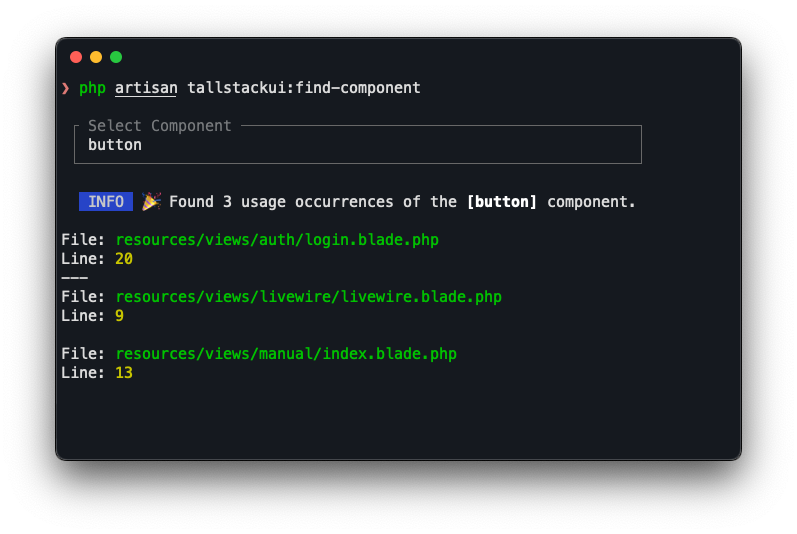 ❯ php artisan tallstackui:find-component
Select Component
button
INFO 🎉 Found 3 usage occurrences of the [button] component.
File: resources/views/auth/login.blade.php
Line: 20
---
File: resources/views/livewire/livewire.blade.php
Line: 9
File: resources/views/manual/index.blade.php
Line: 13